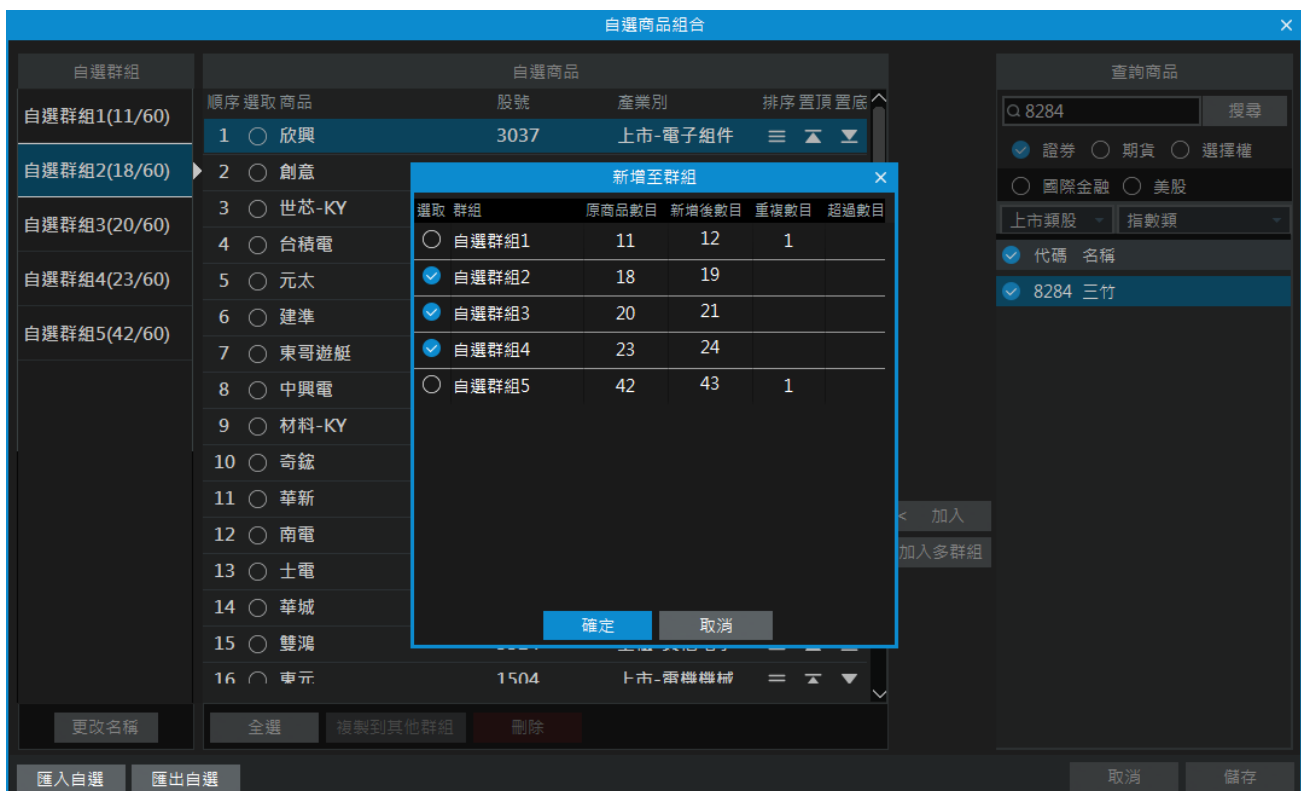 自選商品組合
自選群組
自選群組1(11/60)
自選群組2(18/60)
自選群組3(20/60)
自選群組4(23/60)
自選群組5(42/60)
更改名稱
自選商品
順序 選取 商品 股號 產業別 排序 置頂 置底
1 欣興 3037 上市-電子組件
2 創意
3 世芯-KY
4 台積電
5 元太
6 建準
7 東哥遊艇
8 中興電
9 材料-KY
10 奇鋐
11 華新
12 南電
13 士電
14 華城
15 雙鴻
16 東元 1504 上市-電機機械
全選 複製到其他群組 刪除
新增至群組
選取 群組 原商品數目 新增後數目 重複數目 超過數目
自選群組1 11 12 1
自選群組2 18 19
自選群組3 20 21
自選群組4 23 24
自選群組5 42 43 1
確定 取消
< 加入
加入多群組
查詢商品
8284 搜尋
證券 期貨 選擇權
國際金融 美股
上市類股 指數類
代碼 名稱
8284 三竹
匯入自選 匯出自選
取消 儲存